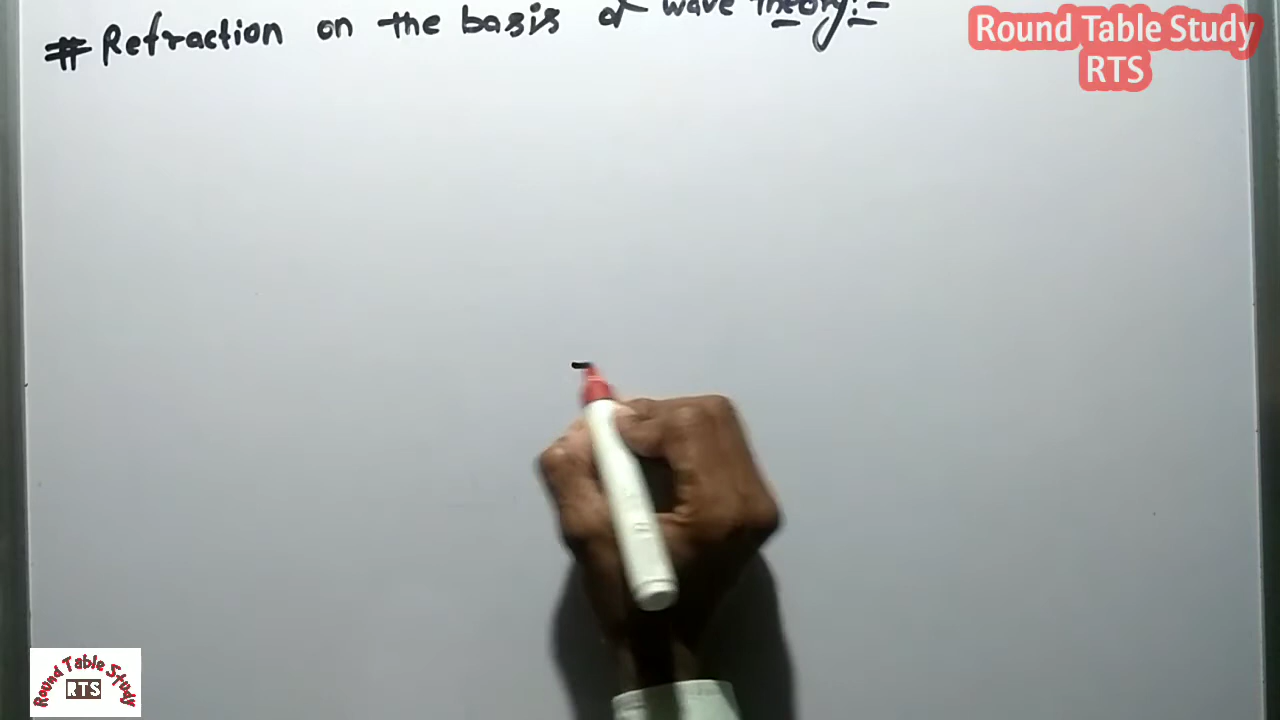 # Refraction on the basis of wave theory:-
Round Table Study
RTS
Round Table Study
RTS